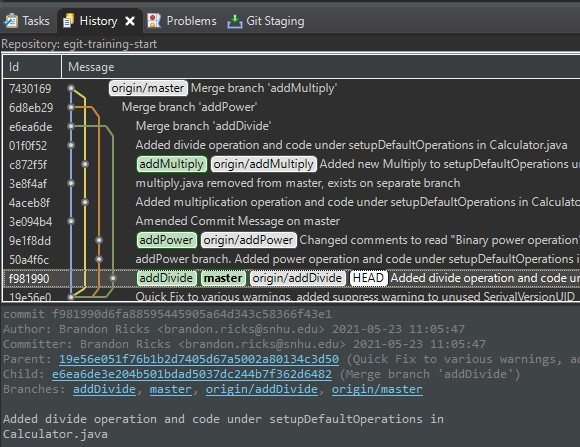 Tasks History Problems Git Staging
Repository: egit-training-start
Id Message
7430169 origin/master Merge branch 'addMultiply'
6d8eb29 Merge branch 'addPower'
e6ea6de Merge branch 'addDivide'
01f0f52 Added divide operation and code under setupDefaultOperations in Calculator.java
c872f5f addMultiply origin/addMultiply Added new Multiply to setupDefaultOperations un
3e8f4af multiply.java removed from master, exists on separate branch
4aceb8f Added multiplication operation and code under setupDefaultOperations in Calculato
3e094b4 Amended Commit Message on master
9e1f8dd addPower origin/addPower Changed comments to read "Binary power operation"
50a4f6c addPower branch. Added power operation and code under setupDefaultOperations i
f981990 addDivide master origin/addDivide HEAD Added divide operation and code un
19e56e0 Quick Fix to various warnings, added suppress warning to unused SerivalVersionUID
commit f981990d6fa88595445905a64d343c58366f43e1
Author: Brandon Ricks <brandon.ricks@snhu.edu> 2021-05-23 11:05:47
Committer: Brandon Ricks <brandon.ricks@snhu.edu> 2021-05-23 11:05:47
Parent: 19e56e051f76b1b2d7405d67a5002a80134c3d50 (Quick Fix to various warnings, ad
Child: e6ea6de3e204b501bdad5037dc244b7f362d6482 (Merge branch 'addDivide')
Branches: addDivide, master, origin/addDivide, origin/master
Added divide operation and code under setupDefaultOperations in
Calculator.java